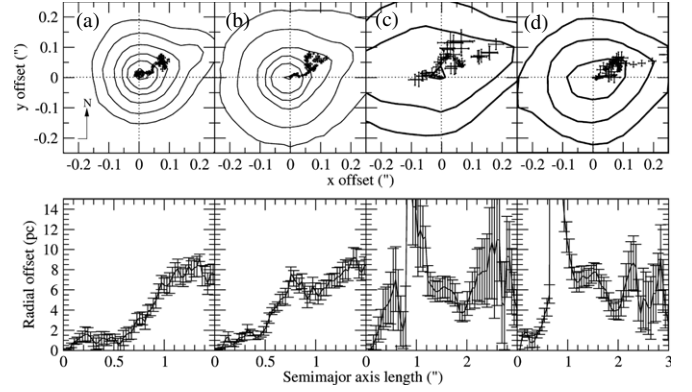 (a) (b) (c) (d)
0.2
0.1
0
-0.1
-0.2
y offset (")
N
-0.2 -0.1 0 0.1 0.2 -0.2 -0.1 0 0.1 0.2 -0.2 -0.1 0 0.1 0.2 -0.2 -0.1 0 0.1 0.2
x offset (")
14
12
10
8
6
4
2
0
Radial offset (pc)
0 0.5 1 0 0.5 1 0 1 2 0 1 2 3
Semimajor axis length (")